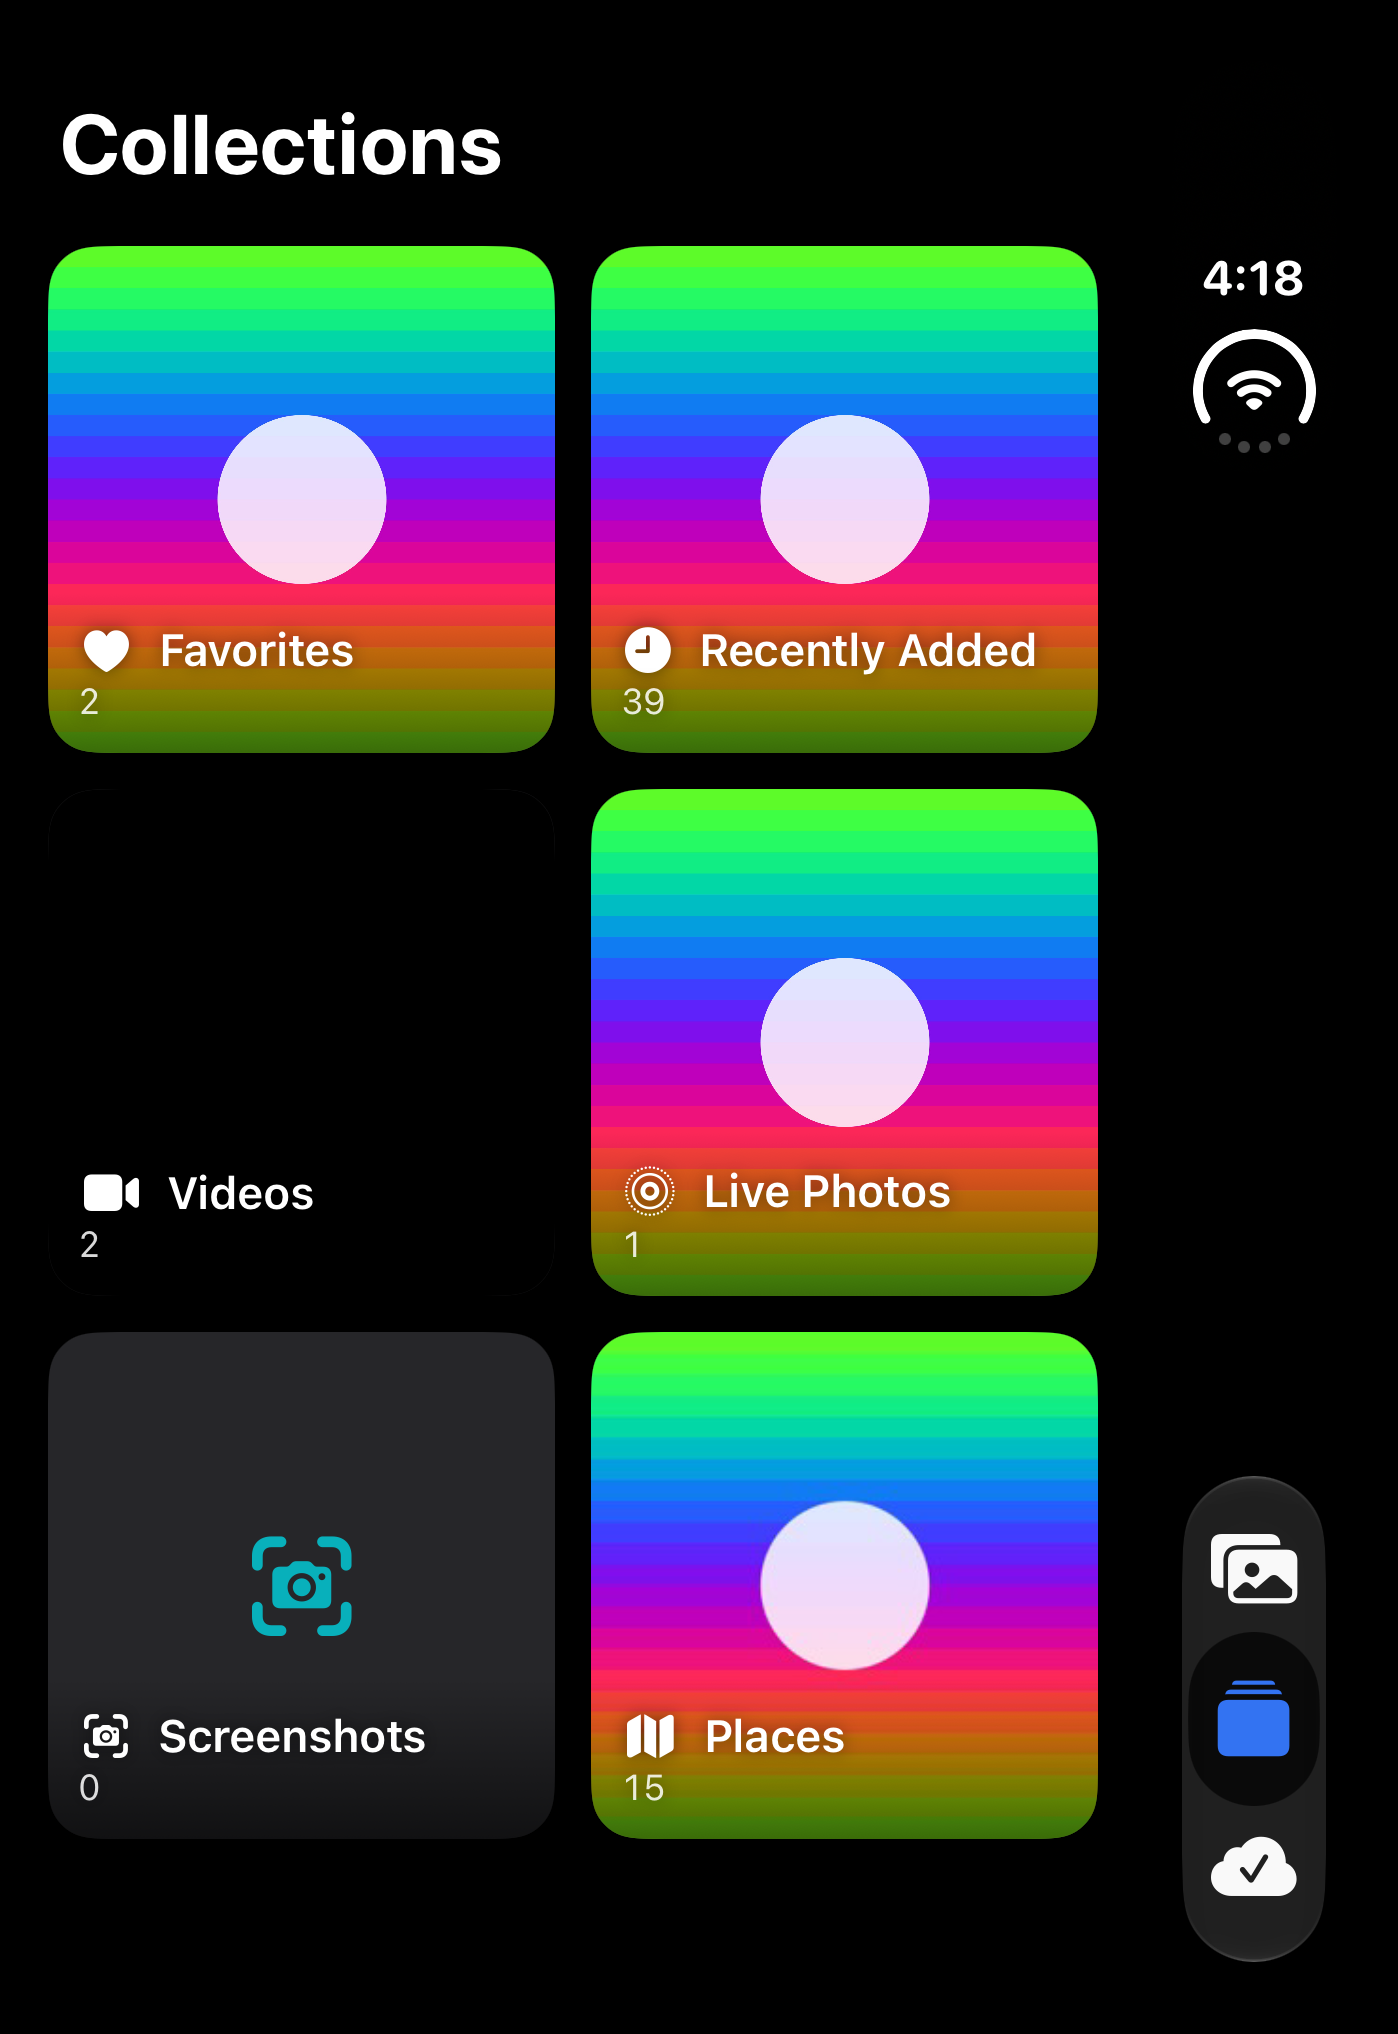 Collections
4:18
Favorites
2
Recently Added
39
Videos
2
Live Photos
1
Screenshots
0
Places
15